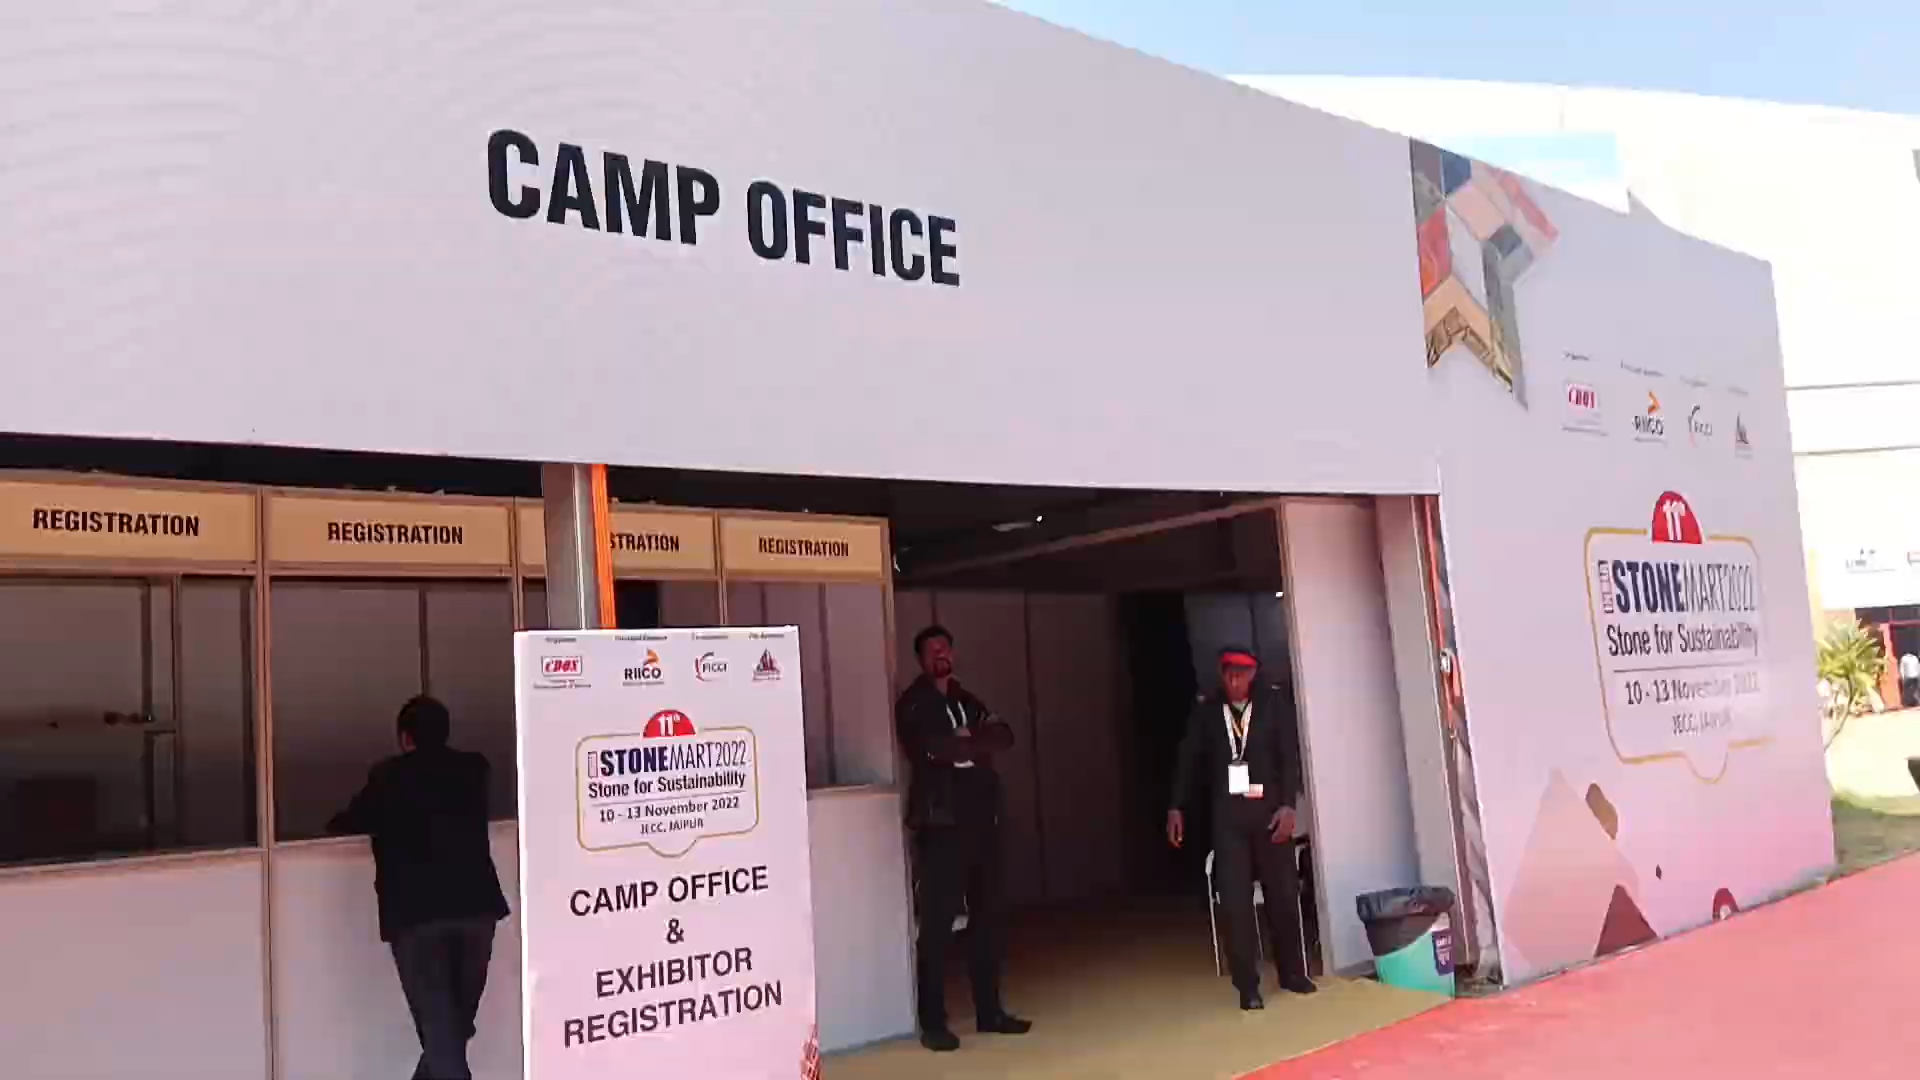 CAMP OFFICE
REGISTRATION
REGISTRATION
STRATION
REGISTRATION
CDOS
RIICO
FICCI
11th
INDIA
STONEMART2022
Stone for Sustainability
10 - 13 November 2022
JECC, JAIPUR
CDOS
RIICO
FICCI
11th
STONEMART2022
Stone for Sustainability
10 - 13 November 2022
JECC, JAIPUR
CAMP OFFICE
&
EXHIBITOR
REGISTRATION